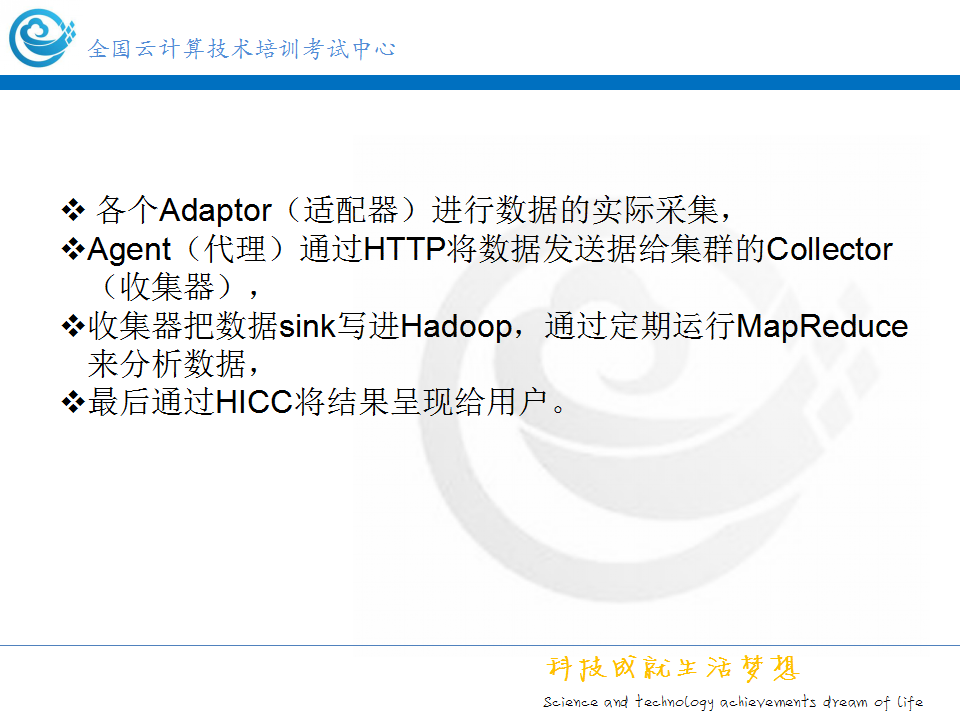 全国云计算技术培训考试中心
❖ 各个Adaptor（适配器）进行数据的实际采集，
❖Agent（代理）通过HTTP将数据发送据给集群的Collector
（收集器），
❖收集器把数据sink写进Hadoop，通过定期运行MapReduce
来分析数据，
❖最后通过HICC将结果呈现给用户。
科技成就生活梦想
Science and technology achievements dream of life